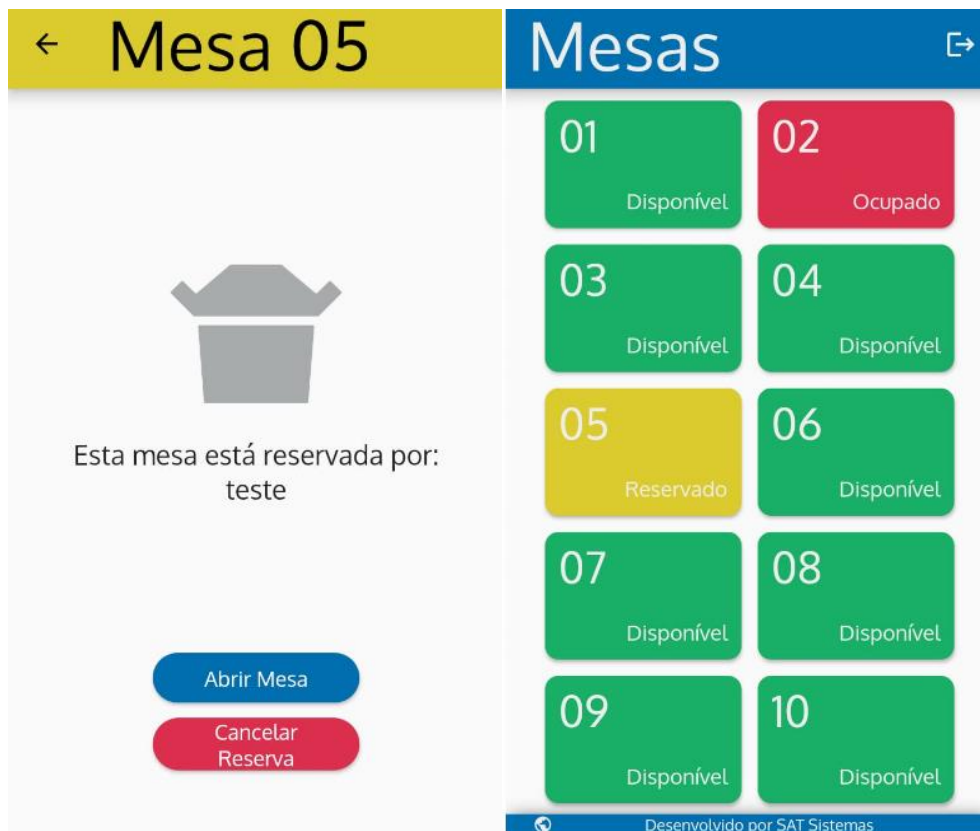 Mesa 05
Esta mesa está reservada por:
teste
Abrir Mesa
Cancelar
Reserva
Mesas
01
Disponível
02
Ocupado
03
Disponível
04
Disponível
05
Reservado
06
Disponível
07
Disponível
08
Disponível
09
Disponível
10
Disponível
Desenvolvido por SAT Sistemas